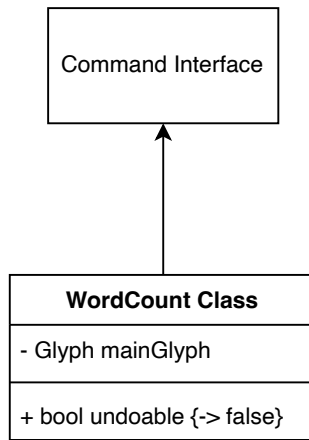 Command Interface
WordCount Class
- Glyph mainGlyph
+ bool undoable {-> false}